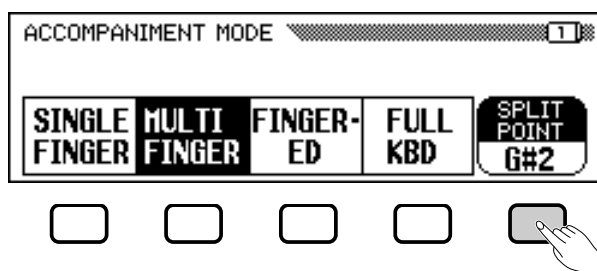 ACCOMPANIMENT MODE
1
SINGLE FINGER
MULTI FINGER
FINGER-
ED
FULL
KBD
SPLIT
POINT
G#2